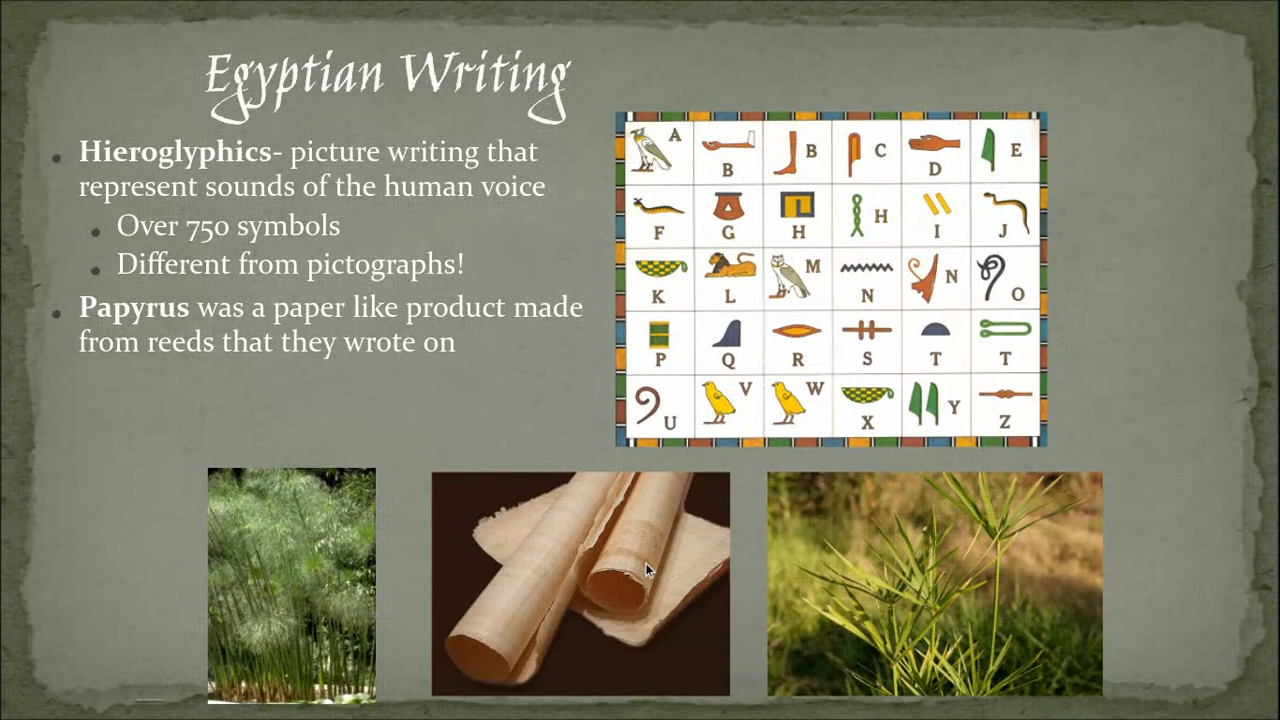 Egyptian Writing
Hieroglyphics- picture writing that
represent sounds of the human voice
Over 750 symbols
Different from pictographs!
Papyrus was a paper like product made
from reeds that they wrote on
A B B C D E
F G H H I J
K L M N N O
P Q R S T T
U V W X Y Z